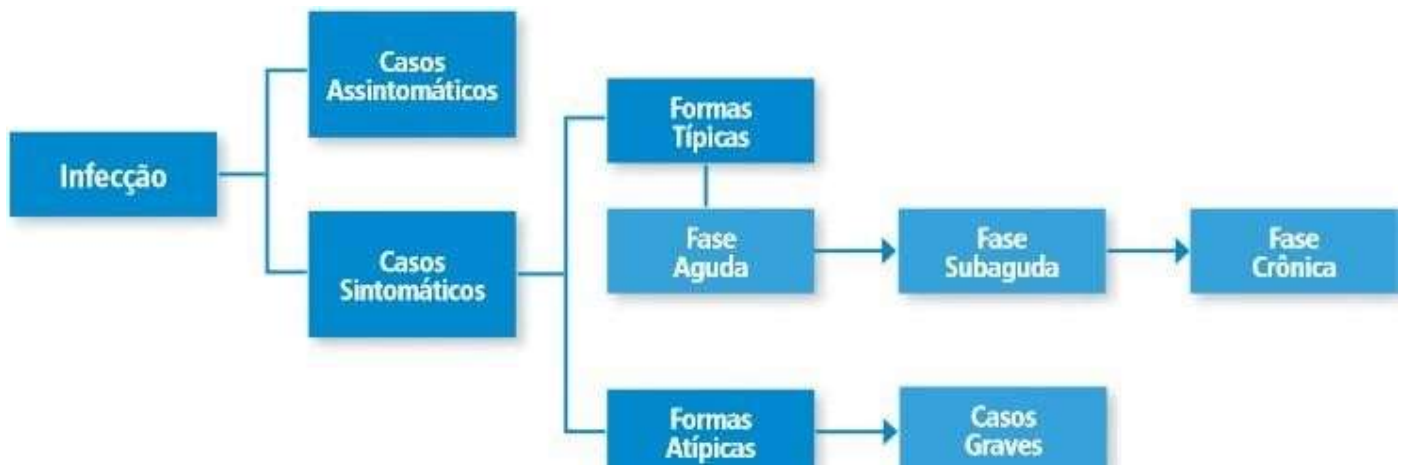 Casos
Assintomáticos
Formas
Típicas
Infecção
Fase
Aguda
Fase
Subaguda
Fase
Crônica
Casos
Sintomáticos
Formas
Atípicas
Casos
Graves